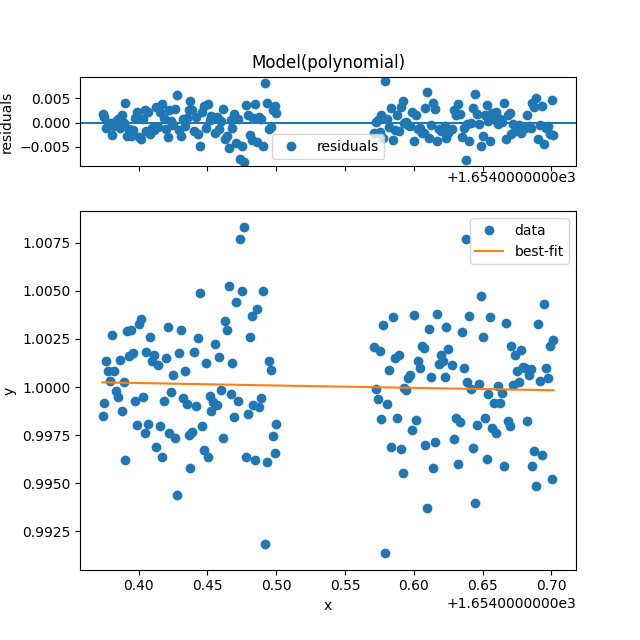 Model(polynomial)
residuals
0.005
0.000
−0.005
residuals
+1.6540000000e3
y
1.0075
1.0050
1.0025
1.0000
0.9975
0.9950
0.9925
data
best-fit
0.40 0.45 0.50 0.55 0.60 0.65 0.70
x
+1.6540000000e3